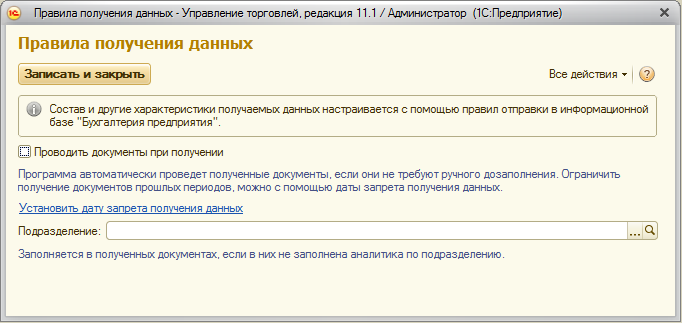 Правила получения данных - Управление торговлей, редакция 11.1 / Администратор (1С:Предприятие)
Правила получения данных
Записать и закрыть
Все действия
?
Состав и другие характеристики получаемых данных настраивается с помощью правил отправки в информационной
базе "Бухгалтерия предприятия".
Проводить документы при получении
Программа автоматически проведет полученные документы, если они не требуют ручного дозаполнения. Ограничить
получение документов прошлых периодов, можно с помощью даты запрета получения данных.
Установить дату запрета получения данных
Подразделение:
...
Заполняется в полученных документах, если в них не заполнена аналитика по подразделению.